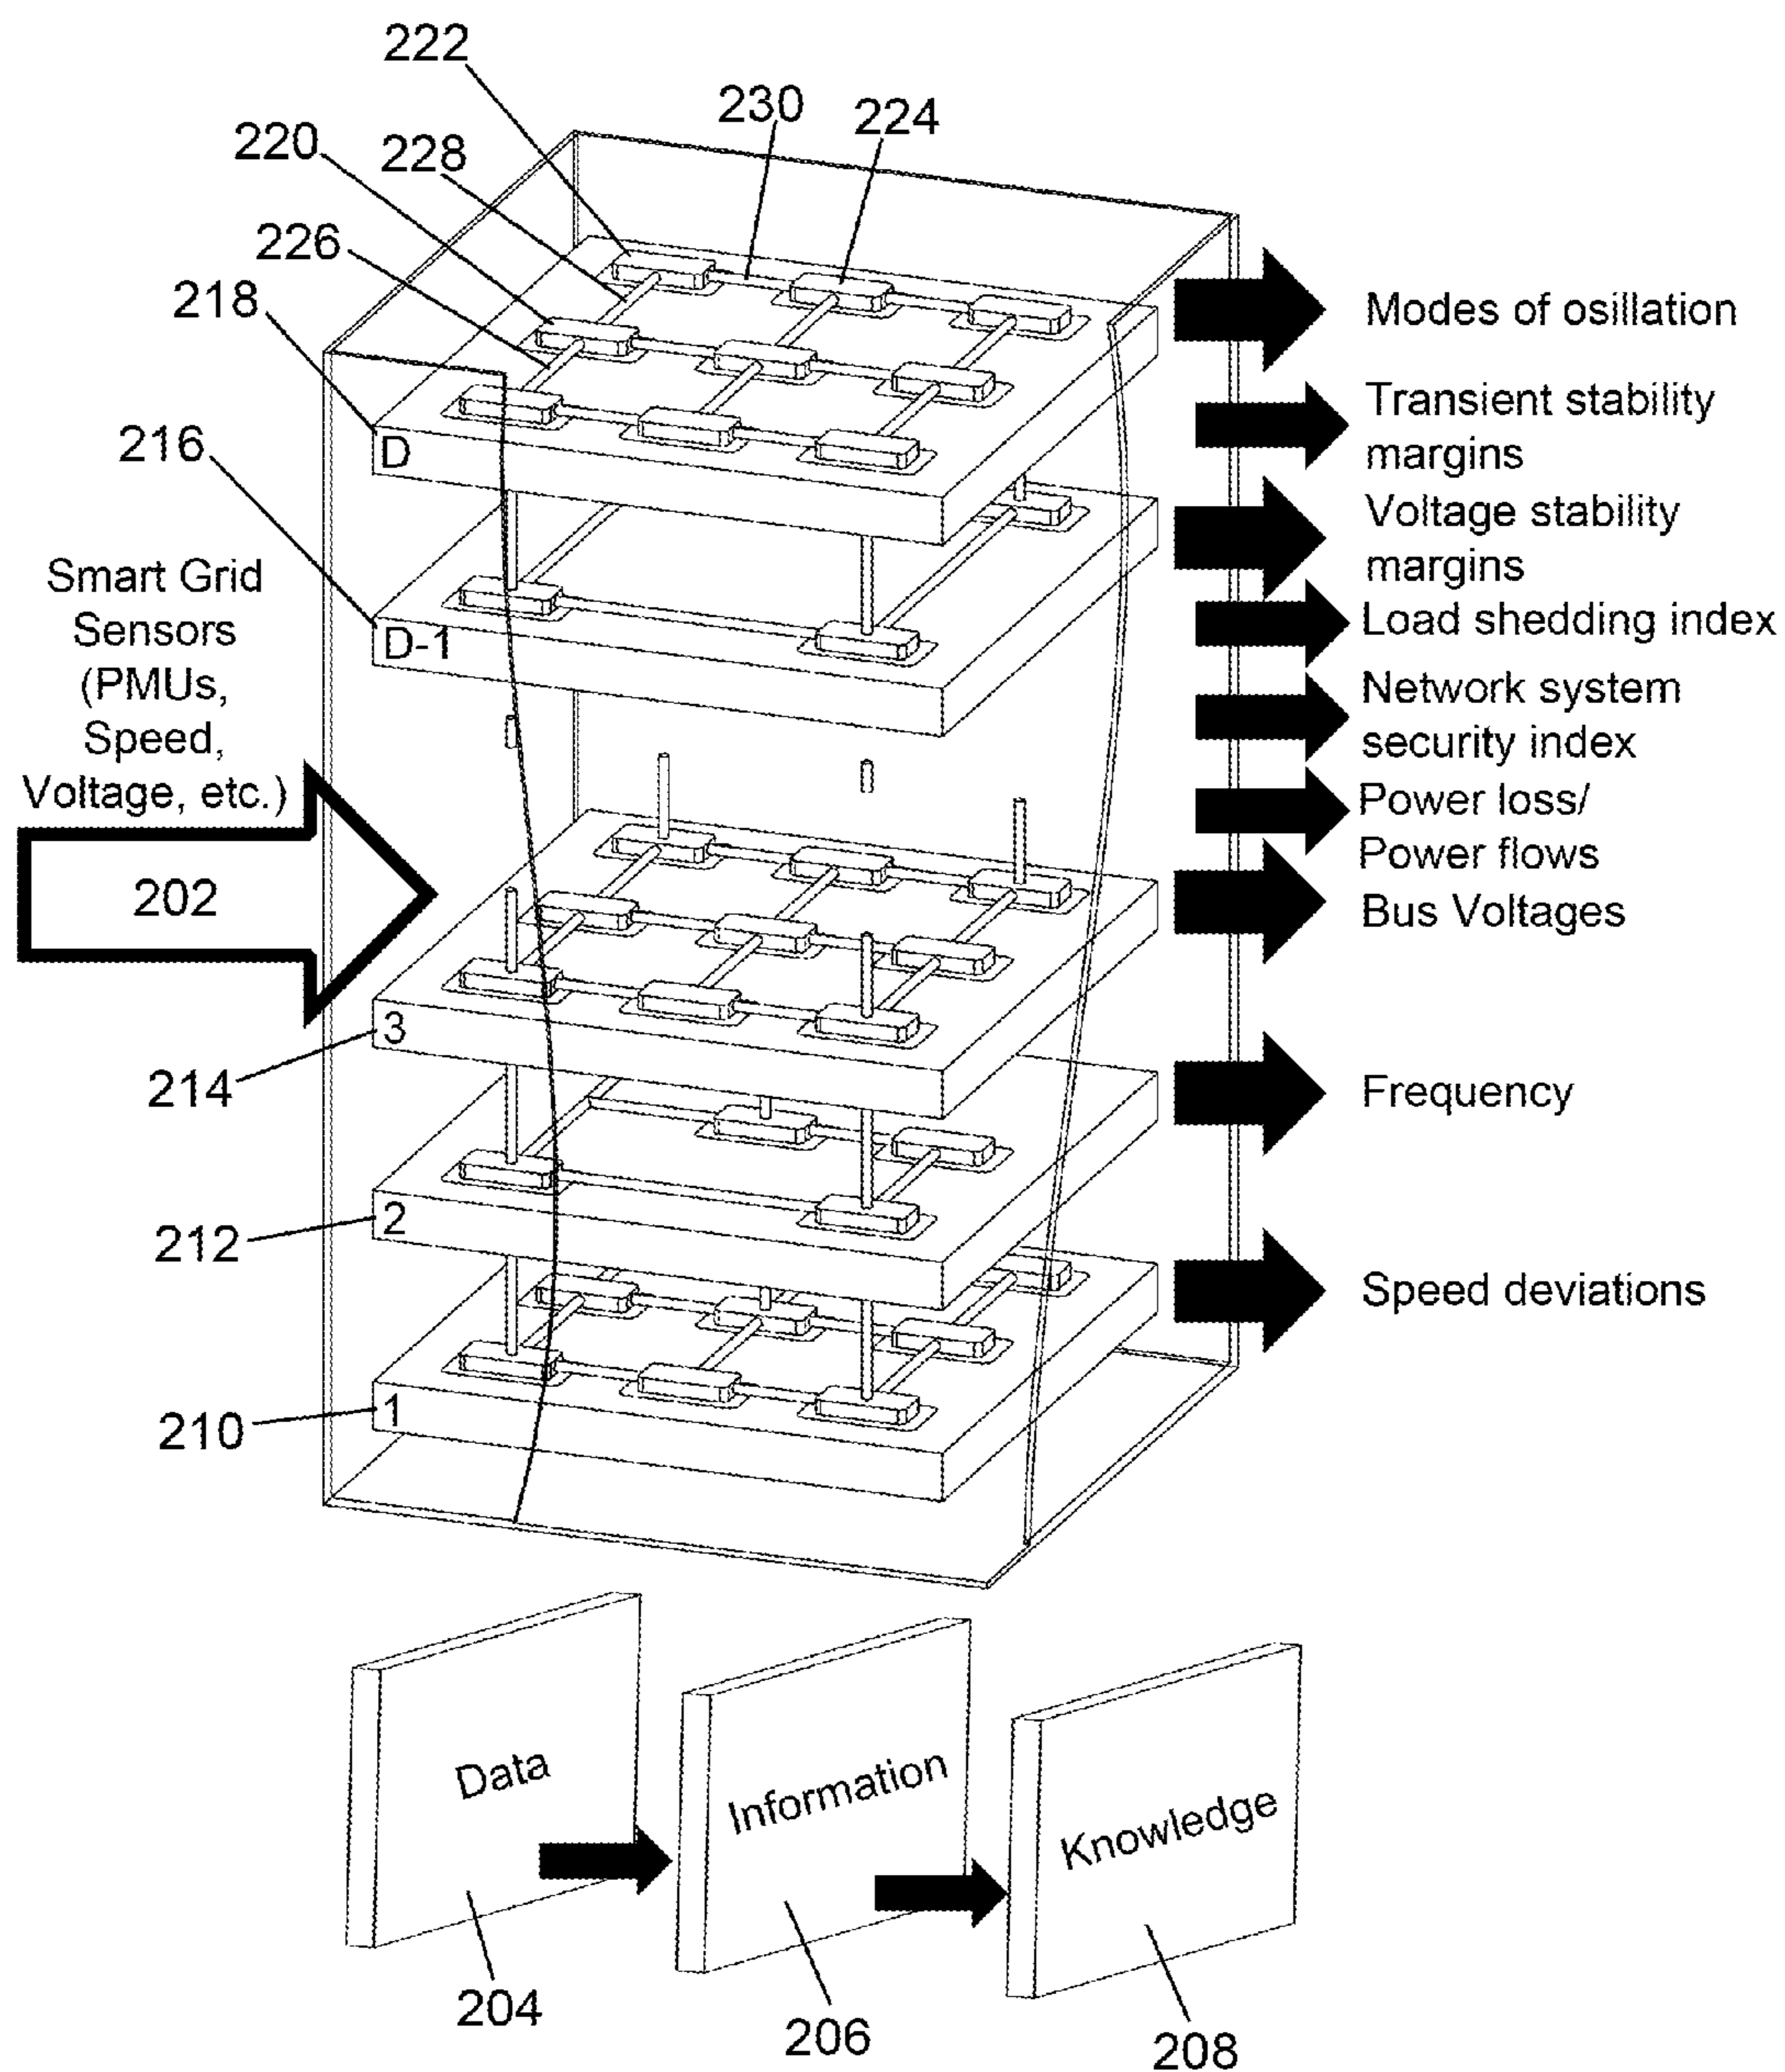 222
230
224
220
228
226
218
216
Smart Grid
Sensors
(PMUs,
Speed,
Voltage, etc.)
202
D
D-1
3
214
2
212
1
210
Modes of osillation
Transient stability
margins
Voltage stability
margins
Load shedding index
Network system
security index
Power loss/
Power flows
Bus Voltages
Frequency
Speed deviations
Data
Information
Knowledge
204
206
208